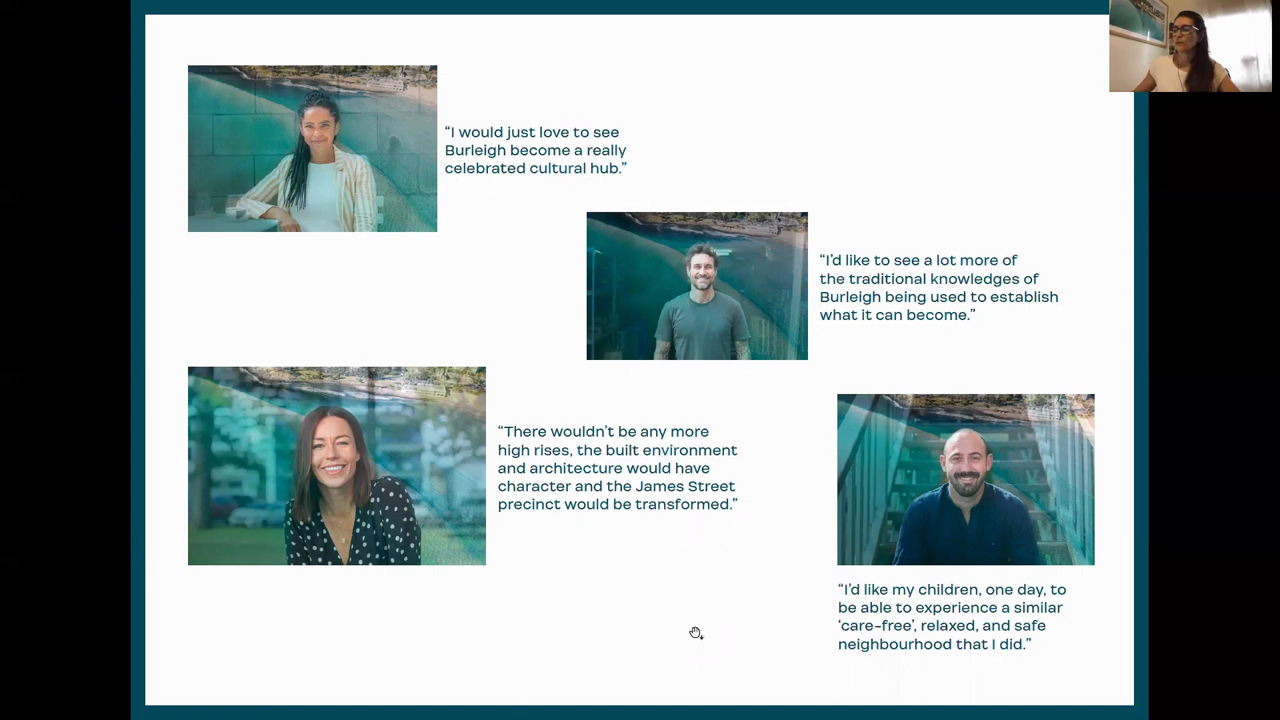 “I would just love to see
Burleigh become a really
celebrated cultural hub.”
“I’d like to see a lot more of
the traditional knowledges of
Burleigh being used to establish
what it can become.”
“There wouldn’t be any more
high rises, the built environment
and architecture would have
character and the James Street
precinct would be transformed.”
“I’d like my children, one day, to
be able to experience a similar
‘care-free’, relaxed, and safe
neighbourhood that I did.”